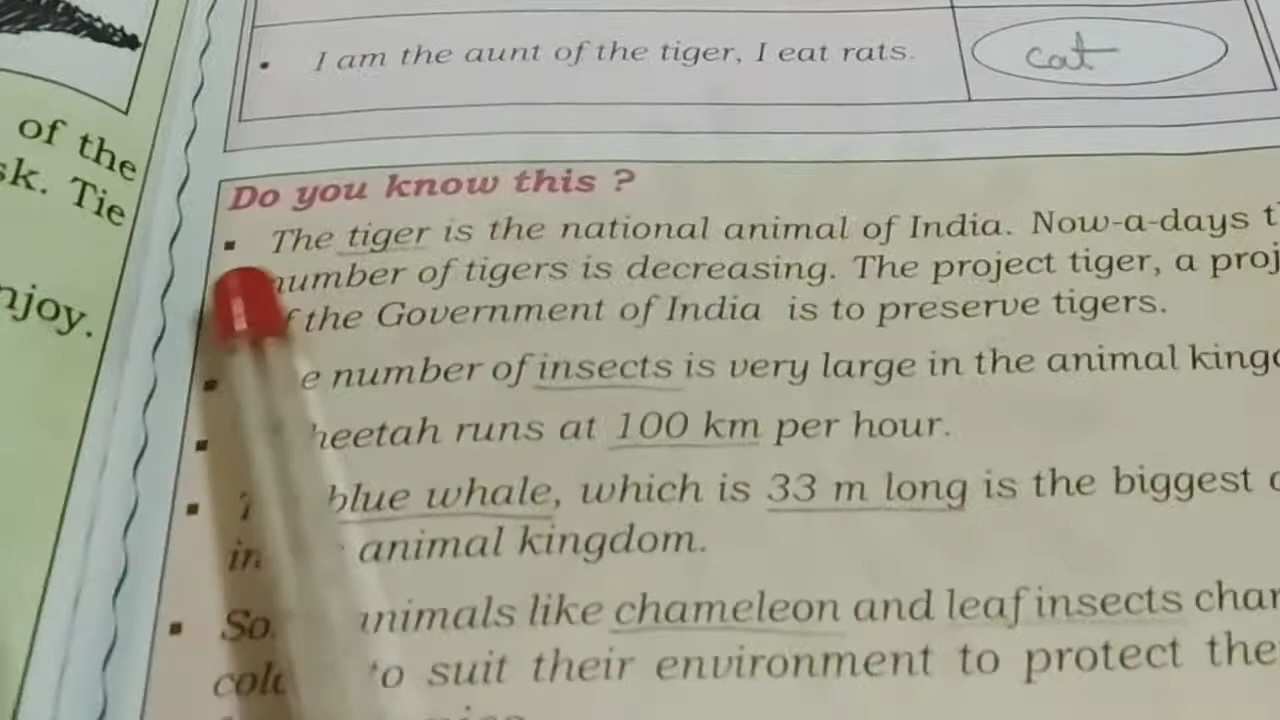 I am the aunt of the tiger, I eat rats.
cat
of the
sk. Tie
njoy.
Do you know this ?
The tiger is the national animal of India. Now-a-days t
number of tigers is decreasing. The project tiger, a proj
f the Government of India is to preserve tigers.
e number of insects is very large in the animal kingd
heetah runs at 100 km per hour.
blue whale, which is 33 m long is the biggest
in animal kingdom.
So nimals like chameleon and leaf insects char
colo to suit their environment to protect the